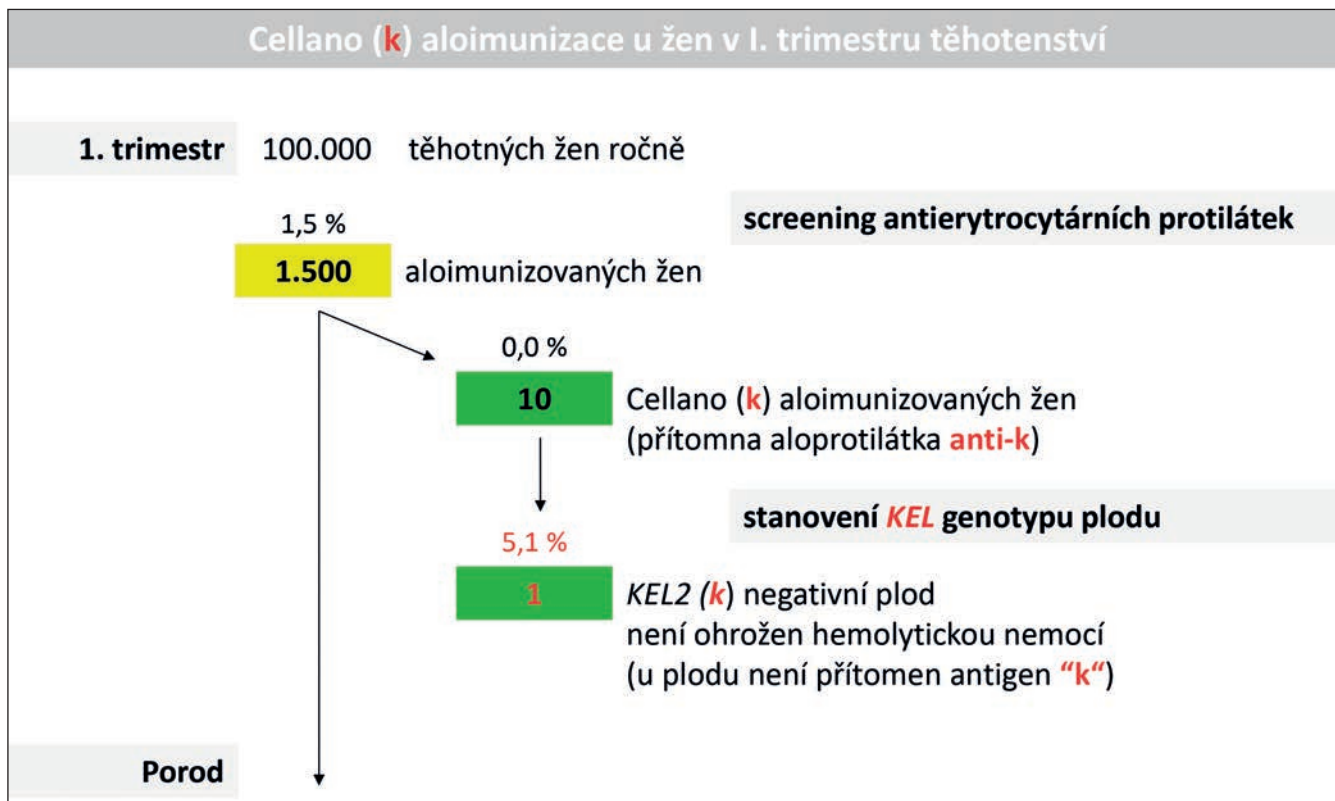 Cellano (k) aloimunizace u žen v I. trimestru těhotenství
1. trimestr 100.000 těhotných žen ročně
screening antierytrocytárních protilátek
1,5 %
1.500 aloimunizovaných žen
0,0 %
10 Cellano (k) aloimunizovaných žen
(přítomna aloprotilátka anti-k)
stanovení KEL genotypu plodu
5,1 %
1 KEL2 (k) negativní plod
není ohrožen hemolytickou nemocí
(u plodu není přítomen antigen “k“)
Porod